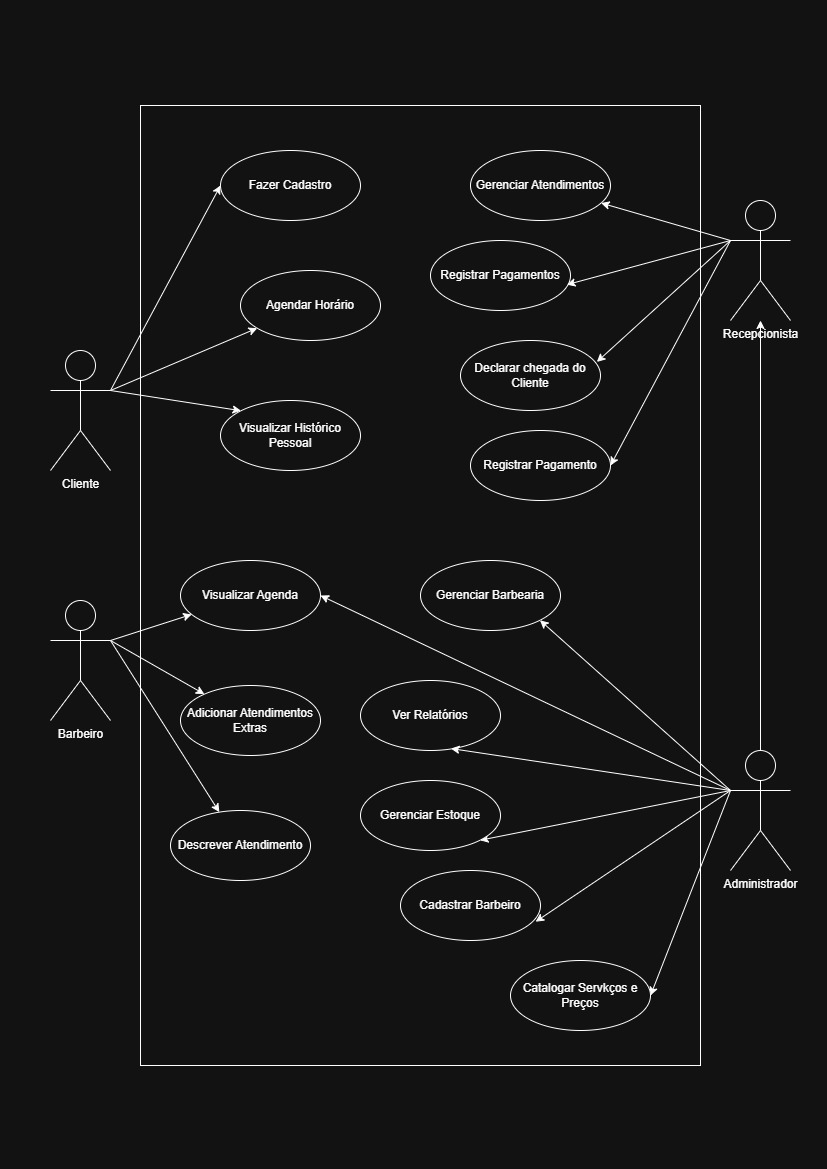 Fazer Cadastro
Gerenciar Atendimentos
Registrar Pagamentos
Agendar Horário
Recepcionista
Declarar chegada do
Cliente
Visualizar Histórico
Pessoal
Registrar Pagamento
Cliente
Visualizar Agenda
Gerenciar Barbearia
Adicionar Atendimentos
Extras
Ver Relatórios
Barbeiro
Gerenciar Estoque
Descrever Atendimento
Administrador
Cadastrar Barbeiro
Catalogar Servkços e
Preços